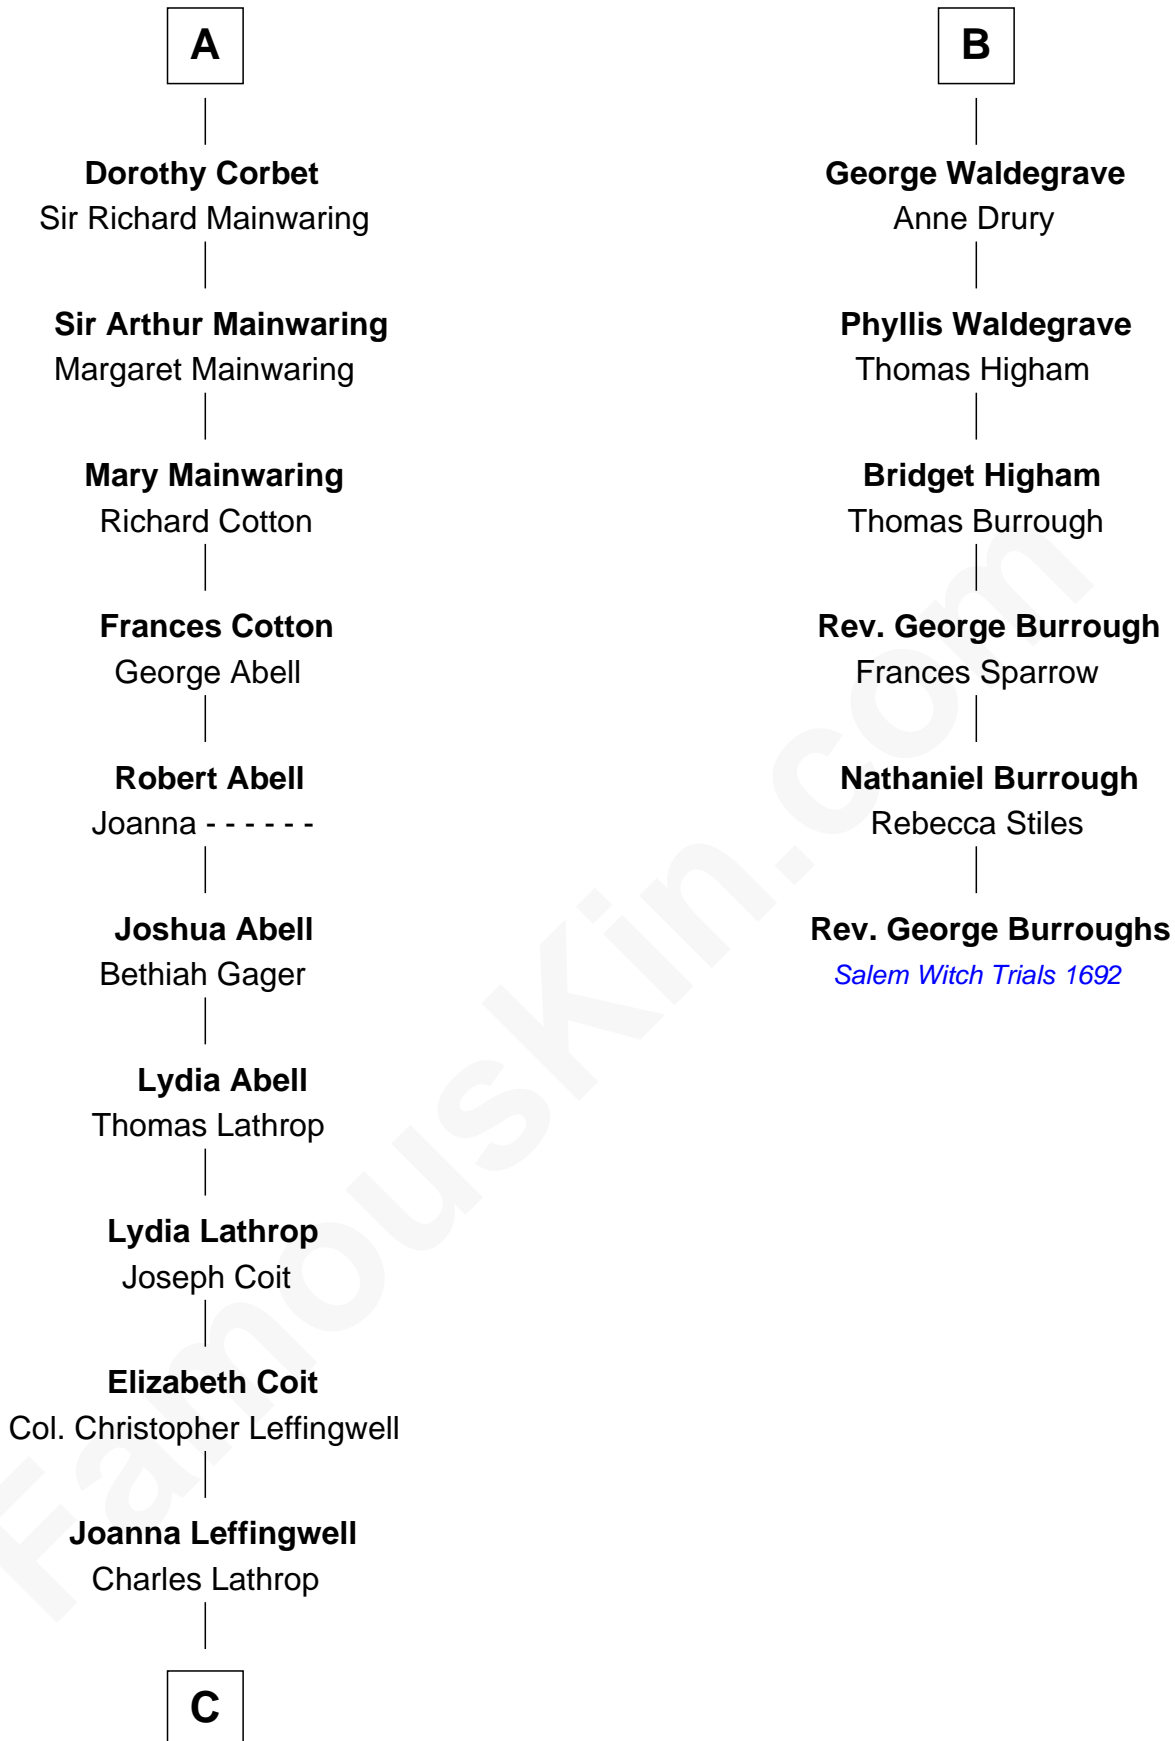 A
Dorothy Corbet
Sir Richard Mainwaring
Sir Arthur Mainwaring
Margaret Mainwaring
Mary Mainwaring
Richard Cotton
Frances Cotton
George Abell
Robert Abell
Joanna - - - - - -
Joshua Abell
Bethiah Gager
Lydia Abell
Thomas Lathrop
Lydia Lathrop
Joseph Coit
Elizabeth Coit
Col. Christopher Leffingwell
Joanna Leffingwell
Charles Lathrop
C
B
George Waldegrave
Anne Drury
Phyllis Waldegrave
Thomas Higham
Bridget Higham
Thomas Burrough
Rev. George Burrough
Frances Sparrow
Nathaniel Burrough
Rebecca Stiles
Rev. George Burroughs
Salem Witch Trials 1692
FamousKin.com